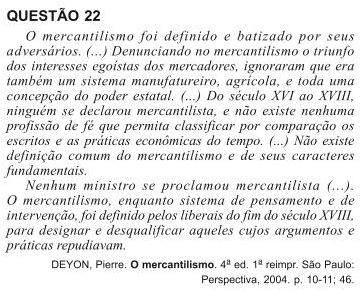 QUESTÃO 22
O mercantilismo foi definido e batizado por seus
adversários. (...) Denunciando no mercantilismo o triunfo
dos interesses egoístas dos mercadores, ignoraram que era
também um sistema manufatureiro, agrícola, e toda uma
concepção do poder estatal. (...) Do século XVI ao XVIII,
ninguém se declarou mercantilista, e não existe nenhuma
profissão de fé que permita classificar por comparação os
escritos e as práticas econômicas do tempo. (...) Não existe
definição comum do mercantilismo e de seus caracteres
fundamentais.
Nenhum ministro se proclamou mercantilista (...).
O mercantilismo, enquanto sistema de pensamento e de
intervenção, foi definido pelos liberais do fim do século XVIII,
para designar e desqualificar aqueles cujos argumentos e
práticas repudiavam.
DEYON, Pierre. O mercantilismo. 4ª ed. 1ª reimpr. São Paulo:
Perspectiva, 2004. p. 10-11; 46.